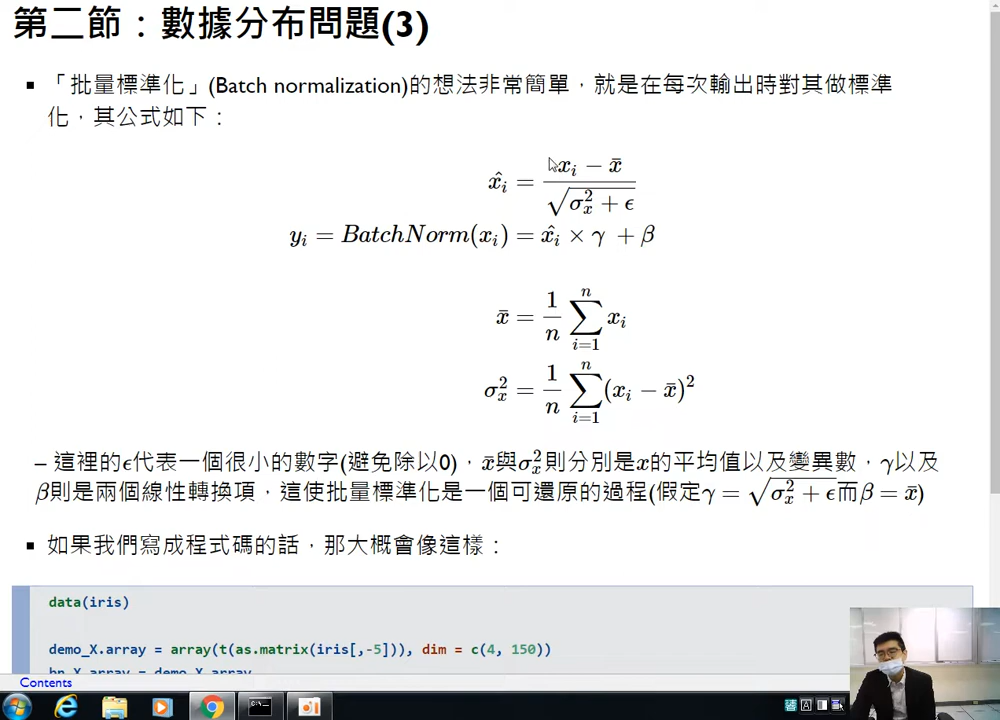 第二節：數據分布問題(3)
▪ 「批量標準化」(Batch normalization)的想法非常簡單，就是在每次輸出時對其做標準
化，其公式如下：
x̂ᵢ = (xᵢ − x̄) / √(σₓ² + ϵ)
yᵢ = BatchNorm(xᵢ) = x̂ᵢ × γ + β
x̄ = 1/n ∑ᵢ₌₁ⁿ xᵢ
σₓ² = 1/n ∑ᵢ₌₁ⁿ (xᵢ − x̄)²
– 這裡的ϵ代表一個很小的數字(避免除以0)，x̄與σₓ²則分別是x的平均值以及變異數，γ以及
β則是兩個線性轉換項，這使批量標準化是一個可還原的過程(假定γ = √(σₓ² + ϵ)而β = x̄)
▪ 如果我們寫成程式碼的話，那大概會像這樣：
data(iris)
demo_X.array = array(t(as.matrix(iris[,-5])), dim = c(4, 150))
bn_X.array = demo_X.array
Contents